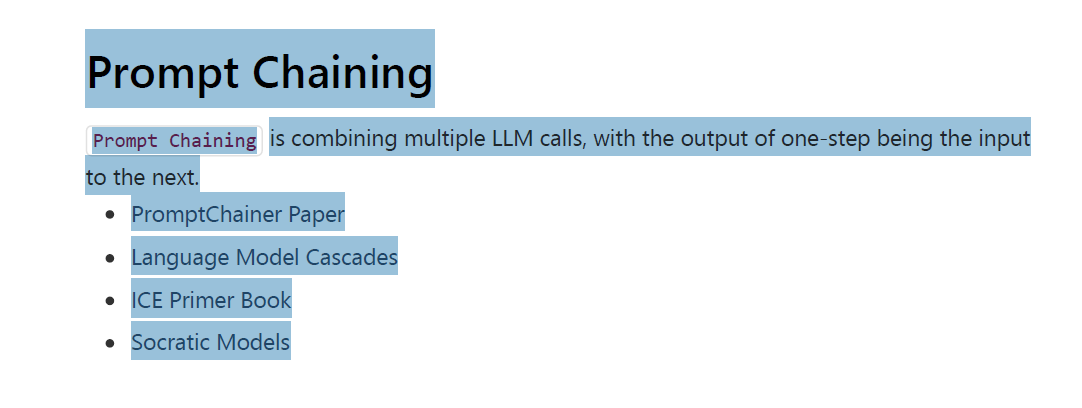 Prompt Chaining
Prompt Chaining is combining multiple LLM calls, with the output of one-step being the input
to the next.
PromptChainer Paper
Language Model Cascades
ICE Primer Book
Socratic Models